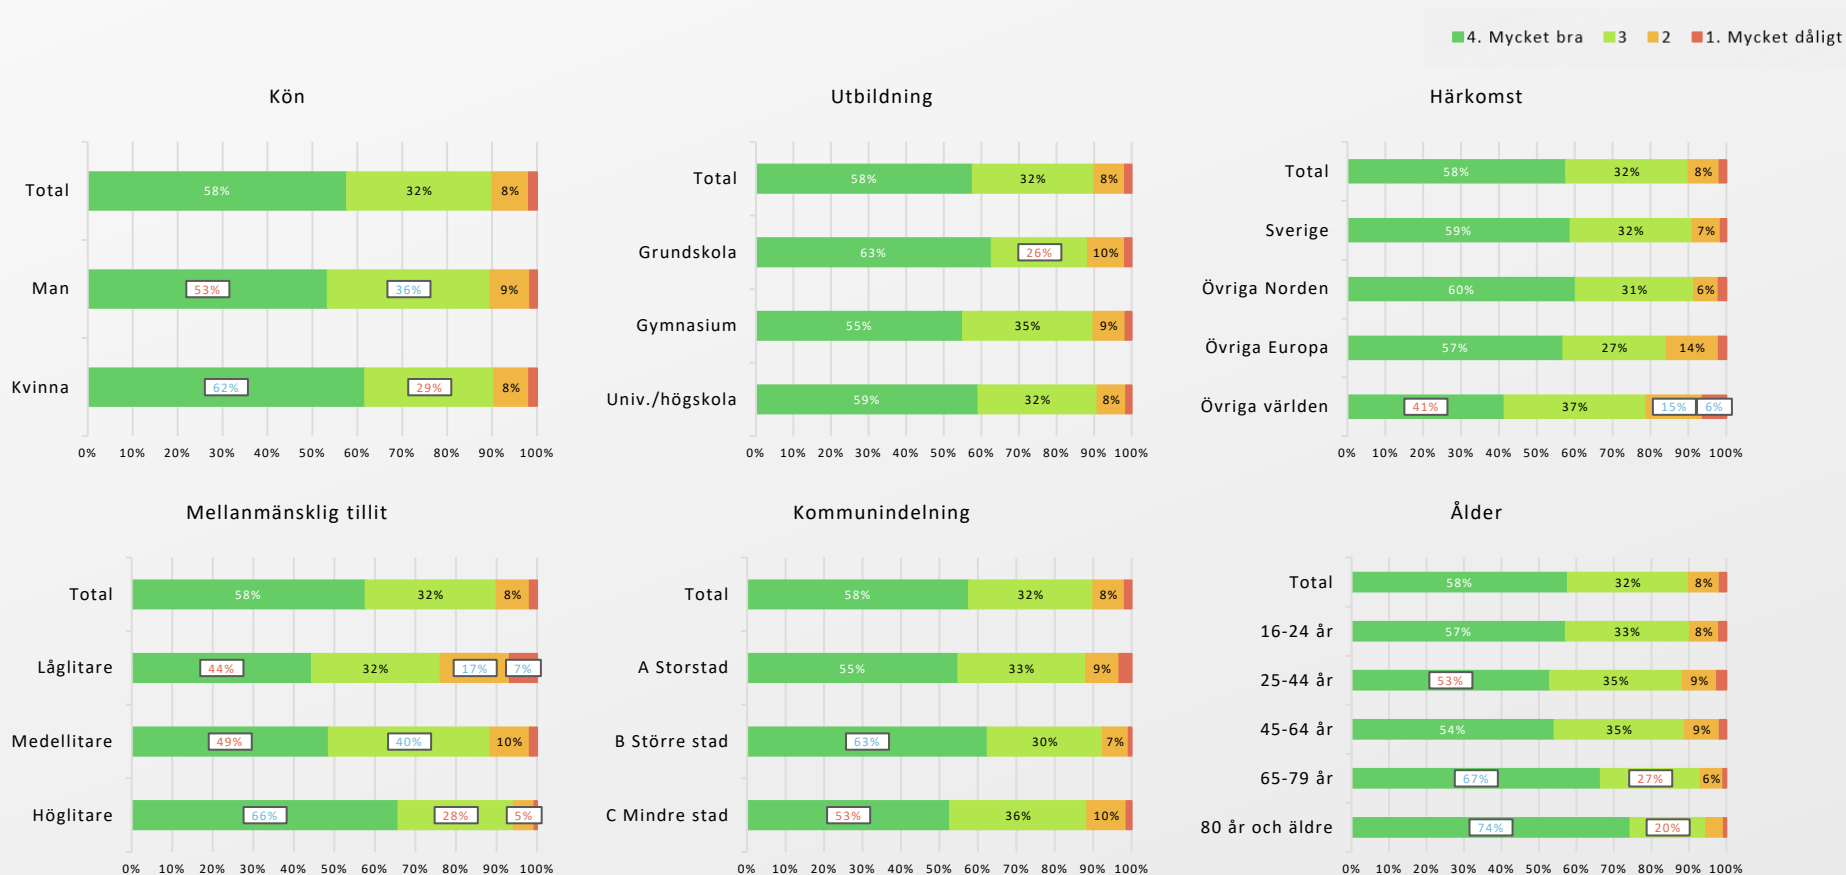 4. Mycket bra 3 2 1. Mycket dåligt
Kön
Total 58% 32% 8%
Man 53% 36% 9%
Kvinna 62% 29% 8%
0% 10% 20% 30% 40% 50% 60% 70% 80% 90% 100%
Utbildning
Total 58% 32% 8%
Grundskola 63% 26% 10%
Gymnasium 55% 35% 9%
Univ./högskola 59% 32% 8%
0% 10% 20% 30% 40% 50% 60% 70% 80% 90% 100%
Härkomst
Total 58% 32% 8%
Sverige 59% 32% 7%
Övriga Norden 60% 31% 6%
Övriga Europa 57% 27% 14%
Övriga världen 41% 37% 15% 6%
0% 10% 20% 30% 40% 50% 60% 70% 80% 90% 100%
Mellanmänsklig tillit
Total 58% 32% 8%
Låglitare 44% 32% 17% 7%
Medellitare 49% 40% 10%
Höglitare 66% 28% 5%
0% 10% 20% 30% 40% 50% 60% 70% 80% 90% 100%
Kommunindelning
Total 58% 32% 8%
A Storstad 55% 33% 9%
B Större stad 63% 30% 7%
C Mindre stad 53% 36% 10%
0% 10% 20% 30% 40% 50% 60% 70% 80% 90% 100%
Ålder
Total 58% 32% 8%
16-24 år 57% 33% 8%
25-44 år 53% 35% 9%
45-64 år 54% 35% 9%
65-79 år 67% 27% 6%
80 år och äldre 74% 20%
0% 10% 20% 30% 40% 50% 60% 70% 80% 90% 100%